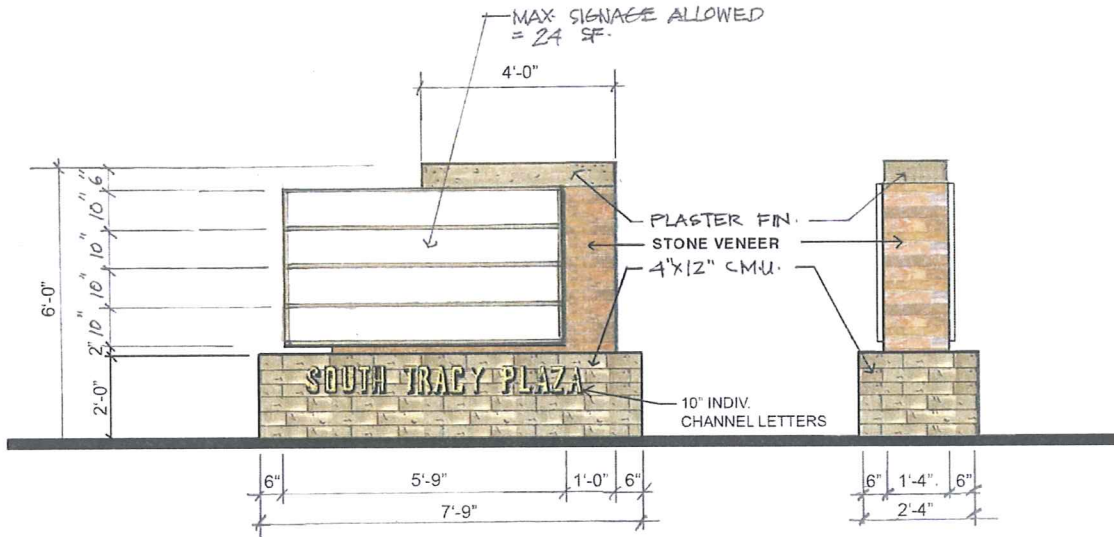 MAX. SIGNAGE ALLOWED
= 24 SF.
4'-0"
6"
10"
10"
10"
10"
2"
6'-0"
2'-0"
PLASTER FIN.
STONE VENEER
4"X12" C.M.U.
SOUTH TRACY PLAZA
10" INDIV.
CHANNEL LETTERS
6" 5'-9" 1'-0" 6"
7'-9"
6" 1'-4". 6"
2'-4"